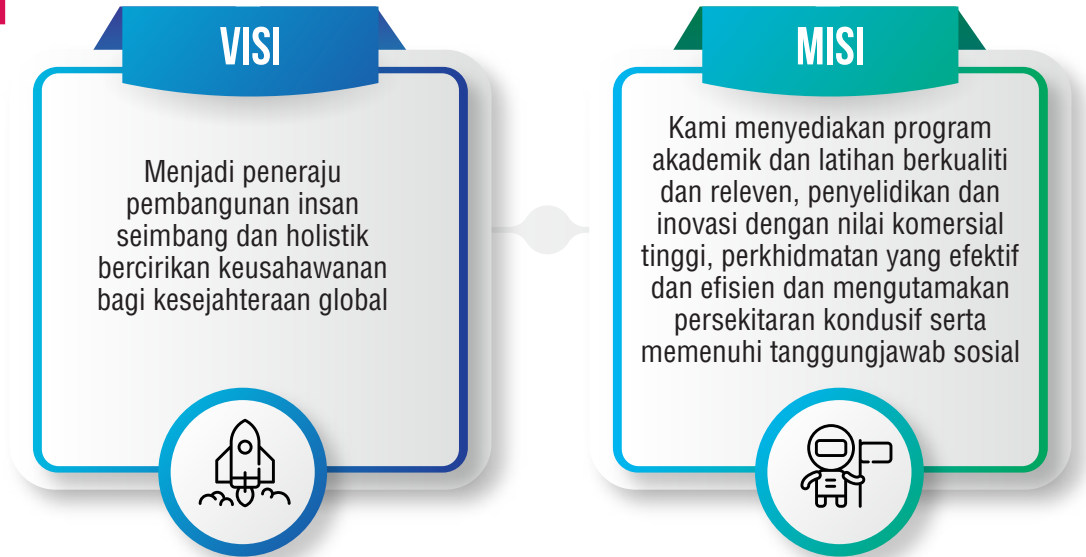 VISI
Menjadi peneraju
pembangunan insan
seimbang dan holistik
bercirikan keusahawanan
bagi kesejahteraan global
MISI
Kami menyediakan program
akademik dan latihan berkualiti
dan releven, penyelidikan dan
inovasi dengan nilai komersial
tinggi, perkhidmatan yang efektif
dan efisien dan mengutamakan
persekitaran kondusif serta
memenuhi tanggungjawab sosial